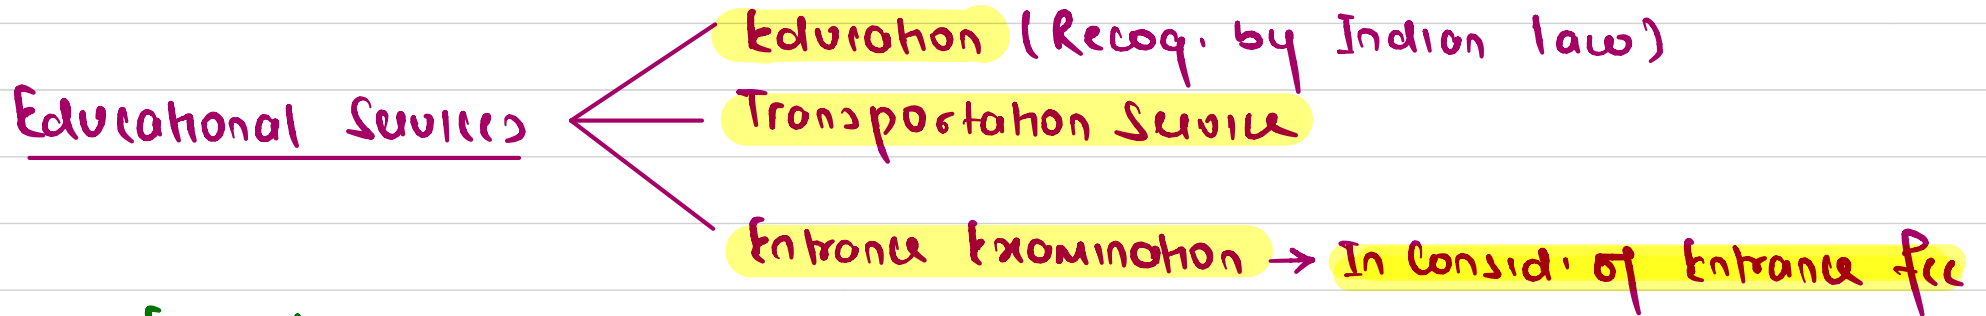 Education (Recog. by Indian law)
Educational Services
Transportation Service
Entrance Examination → In Consid. of Entrance fee